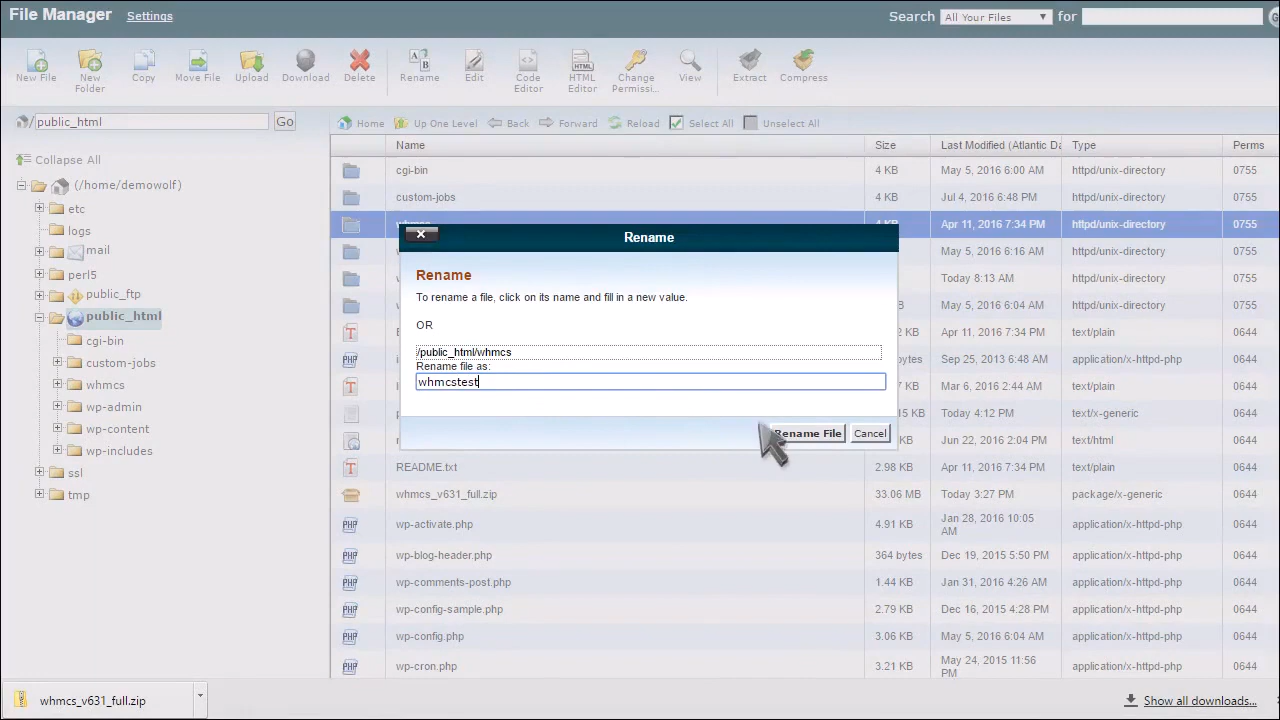 File Manager Settings Search All Your Files for
New File New Folder Copy Move File Upload Download Delete Rename Edit Code Editor HTML Editor Change Permissi... View Extract Compress
/ public_html Go
Home Up One Level Back Forward Reload Select All Unselect All
Collapse All
(/home/demowolf)
etc
logs
mail
perl5
public_ftp
public_html
cgi-bin
custom-jobs
whmcs
wp-admin
wp-content
wp-includes
ssl
tmp
Name Size Last Modified (Atlantic Da Type Perms
cgi-bin 4 KB May 5, 2016 6:00 AM httpd/unix-directory 0755
custom-jobs 4 KB Jul 4, 2016 6:48 PM httpd/unix-directory 0755
whmcs 4 KB Apr 11, 2016 7:34 PM httpd/unix-directory 0755
May 5, 2016 6:16 AM httpd/unix-directory 0755
Today 8:13 AM httpd/unix-directory 0755
May 5, 2016 6:04 AM httpd/unix-directory 0755
KB Apr 11, 2016 7:34 PM text/plain 0644
bytes Sep 25, 2013 6:45 AM application/x-httpd-php 0644
KB Mar 6, 2016 2:44 AM text/plain 0644
KB Today 4:12 PM text/x-generic 0644
KB Jun 22, 2016 2:04 PM text/html 0644
README.txt 2.98 KB Apr 11, 2016 7:34 PM text/plain 0644
whmcs_v631_full.zip 33.06 MB Today 3:27 PM package/x-generic 0644
wp-activate.php 4.91 KB Jan 28, 2016 10:05 AM application/x-httpd-php 0644
wp-blog-header.php 364 bytes Dec 19, 2015 5:50 PM application/x-httpd-php 0644
wp-comments-post.php 1.44 KB Jan 31, 2016 4:26 AM application/x-httpd-php 0644
wp-config-sample.php 2.79 KB Dec 16, 2015 4:28 PM application/x-httpd-php 0644
wp-config.php 3.06 KB May 5, 2016 6:04 AM application/x-httpd-php 0644
wp-cron.php 3.21 KB May 24, 2015 11:56 PM application/x-httpd-php 0644
Rename
Rename
To rename a file, click on its name and fill in a new value.
OR
/public_html/whmcs
Rename file as:
whmcstest
Rename File Cancel
whmcs_v631_full.zip Show all downloads...